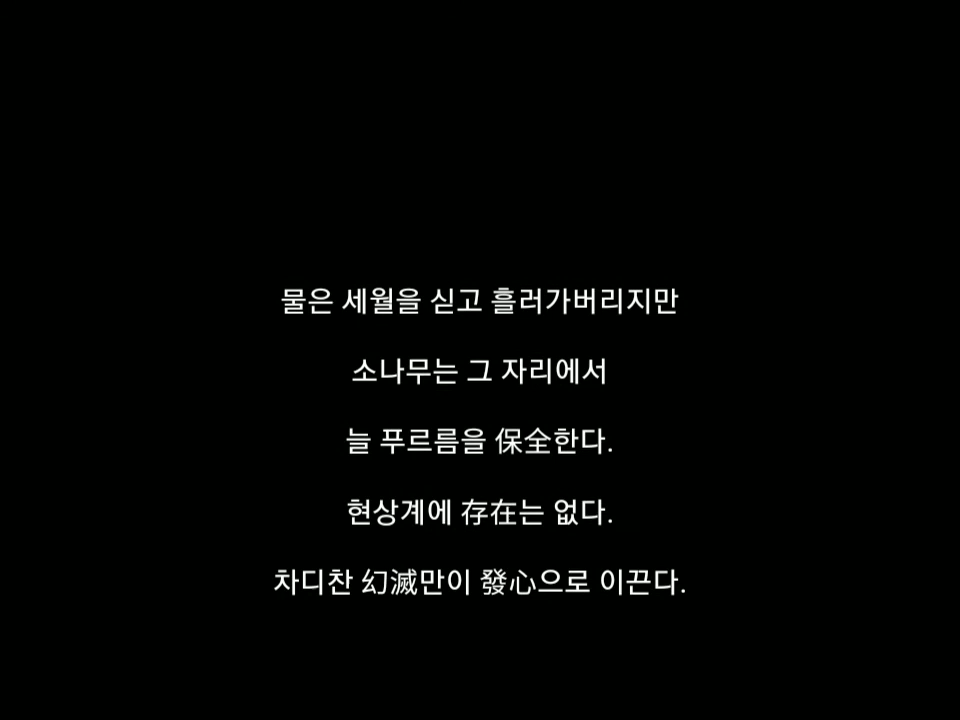 물은 세월을 싣고 흘러가버리지만
소나무는 그 자리에서
늘 푸르름을 保全한다.
현상계에 存在는 없다.
차디찬 幻滅만이 發心으로 이끈다.